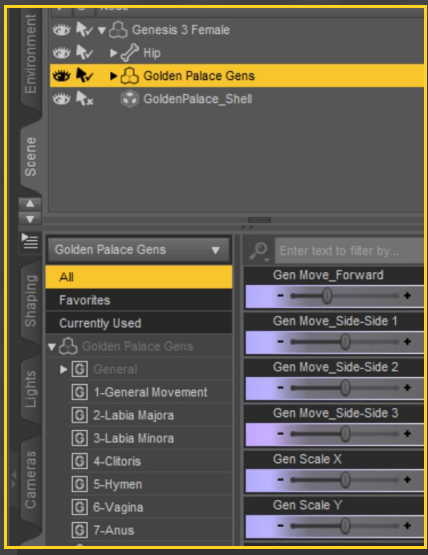 Environment
Scene
Genesis 3 Female
Hip
Golden Palace Gens
GoldenPalace_Shell
Shaping
Lights
Cameras
Golden Palace Gens
All
Favorites
Currently Used
Golden Palace Gens
G General
G 1-General Movement
G 2-Labia Majora
G 3-Labia Minora
G 4-Clitoris
G 5-Hymen
G 6-Vagina
G 7-Anus
Enter text to filter by...
Gen Move_Forward
- +
Gen Move_Side-Side 1
- +
Gen Move_Side-Side 2
- +
Gen Move_Side-Side 3
- +
Gen Scale X
- +
Gen Scale Y
- +